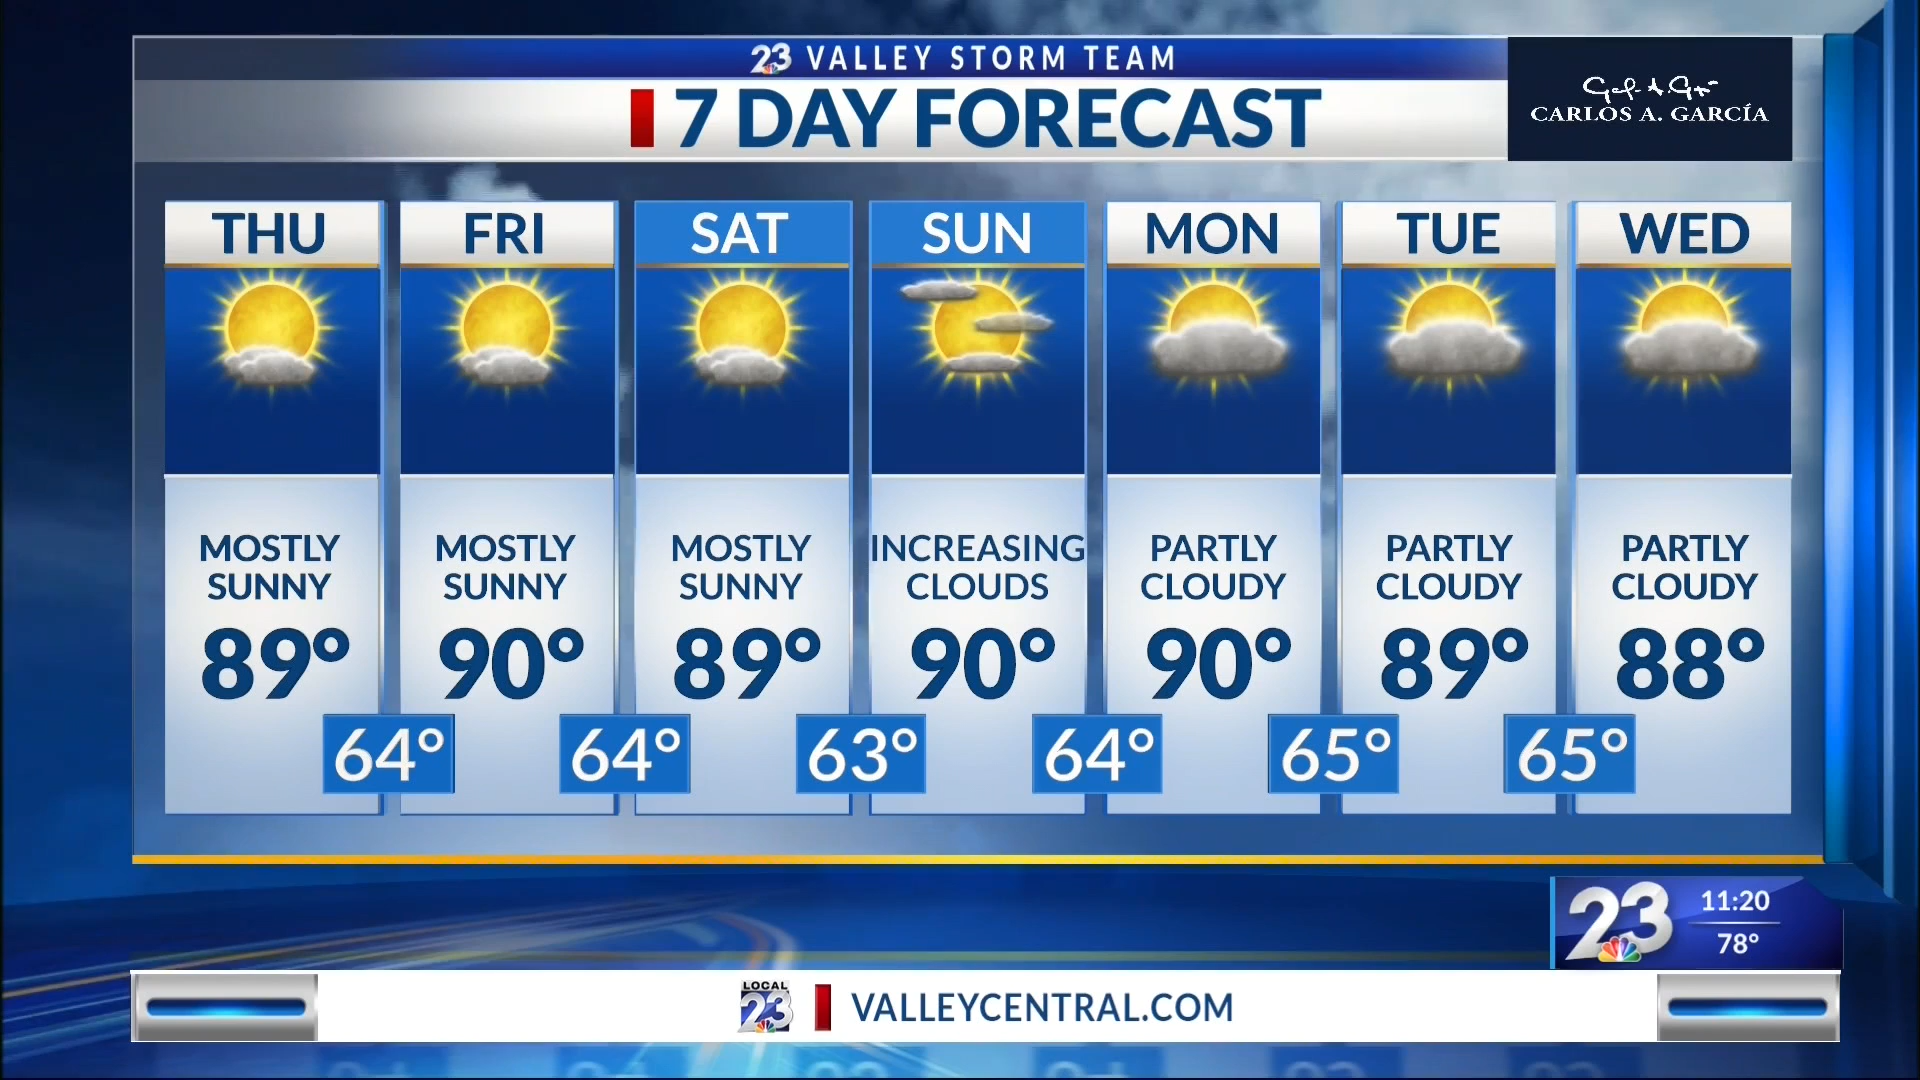 23 VALLEY STORM TEAM
7 DAY FORECAST
CARLOS A. GARCÍA
THU
FRI
SAT
SUN
MON
TUE
WED
MOSTLY
SUNNY
89°
MOSTLY
SUNNY
90°
MOSTLY
SUNNY
89°
INCREASING
CLOUDS
90°
PARTLY
CLOUDY
90°
PARTLY
CLOUDY
89°
PARTLY
CLOUDY
88°
64°
64°
63°
64°
65°
65°
23
11:20
78°
LOCAL
23
VALLEYCENTRAL.COM